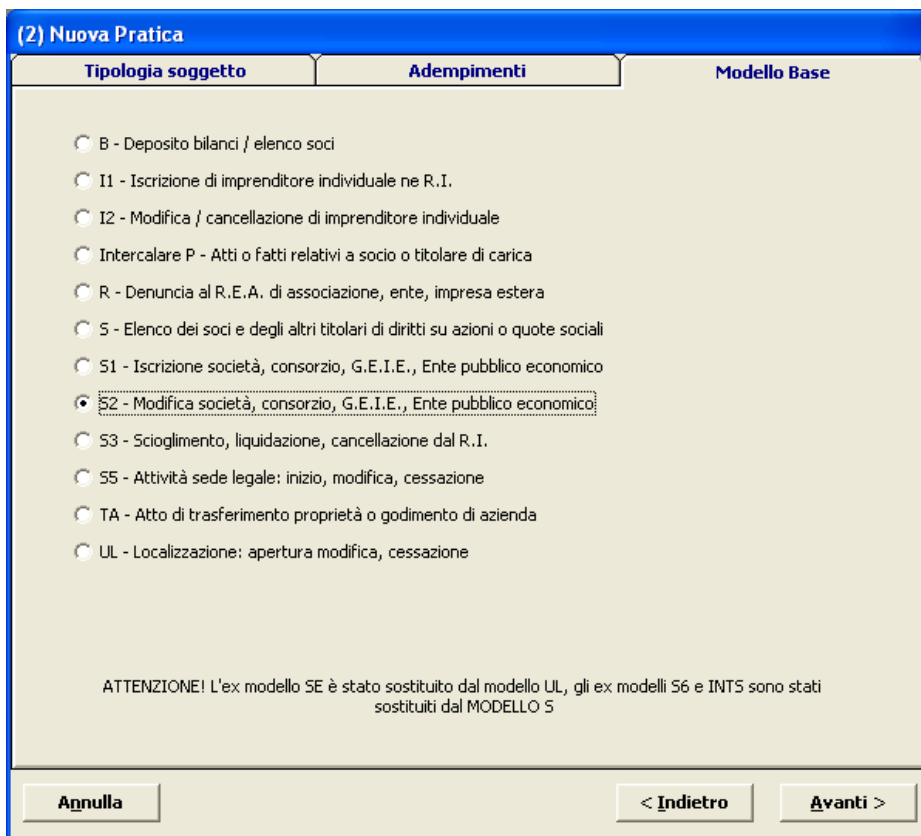 (2) Nuova Pratica
Tipologia soggetto Adempimenti Modello Base
B - Deposito bilanci / elenco soci
I1 - Iscrizione di imprenditore individuale ne R.I.
I2 - Modifica / cancellazione di imprenditore individuale
Intercalare P - Atti o fatti relativi a socio o titolare di carica
R - Denuncia al R.E.A. di associazione, ente, impresa estera
S - Elenco dei soci e degli altri titolari di diritti su azioni o quote sociali
S1 - Iscrizione società, consorzio, G.E.I.E., Ente pubblico economico
S2 - Modifica società, consorzio, G.E.I.E., Ente pubblico economico
S3 - Scioglimento, liquidazione, cancellazione dal R.I.
S5 - Attività sede legale: inizio, modifica, cessazione
TA - Atto di trasferimento proprietà o godimento di azienda
UL - Localizzazione: apertura modifica, cessazione
ATTENZIONE! L'ex modello SE è stato sostituito dal modello UL, gli ex modelli S6 e INTS sono stati
sostituiti dal MODELLO S
Annulla < Indietro Avanti >